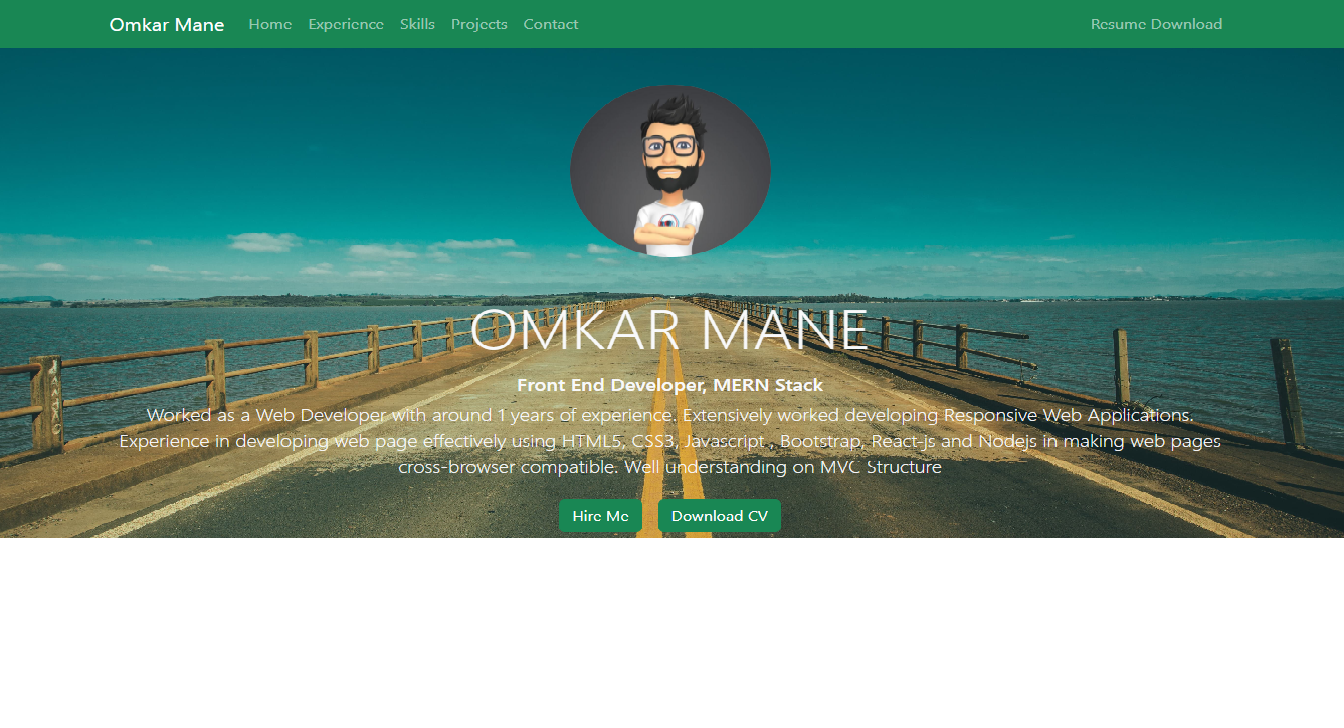 Omkar Mane Home Experience Skills Projects Contact Resume Download
OMKAR MANE
Front End Developer, MERN Stack
Worked as a Web Developer with around 1 years of experience. Extensively worked developing Responsive Web Applications.
Experience in developing web page effectively using HTML5, CSS3, Javascript , Bootstrap, React-js and Nodejs in making web pages
cross-browser compatible. Well understanding on MVC Structure
Hire Me Download CV